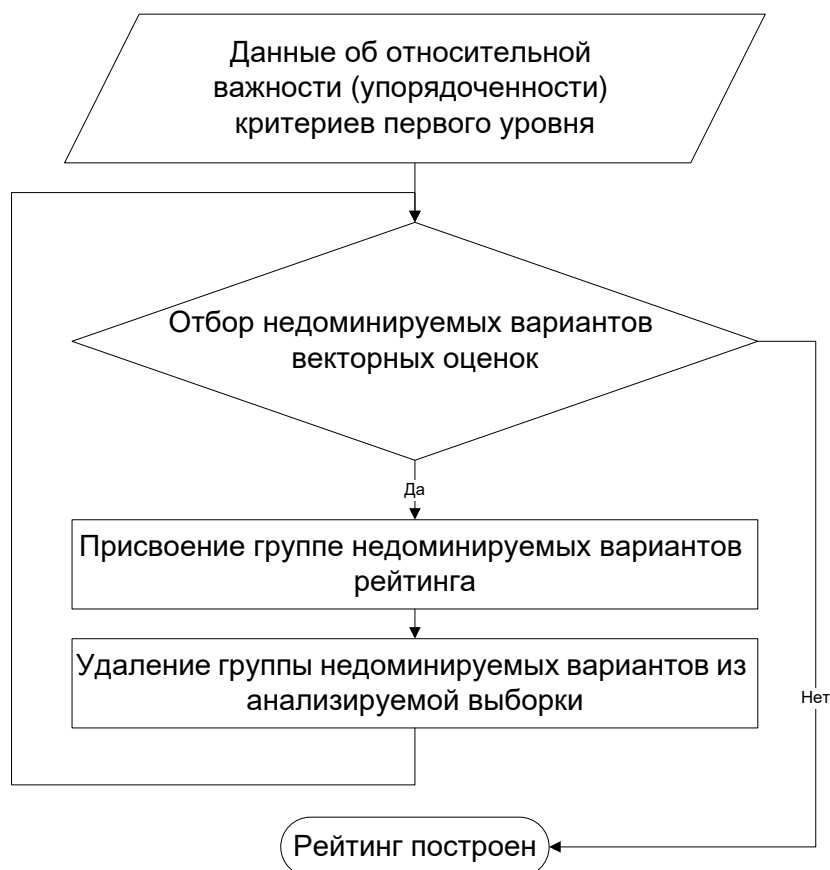 Данные об относительной
важности (упорядоченности)
критериев первого уровня
Отбор недоминируемых вариантов
векторных оценок
Да
Присвоение группе недоминируемых вариантов
рейтинга
Удаление группы недоминируемых вариантов из
анализируемой выборки
Нет
Рейтинг построен